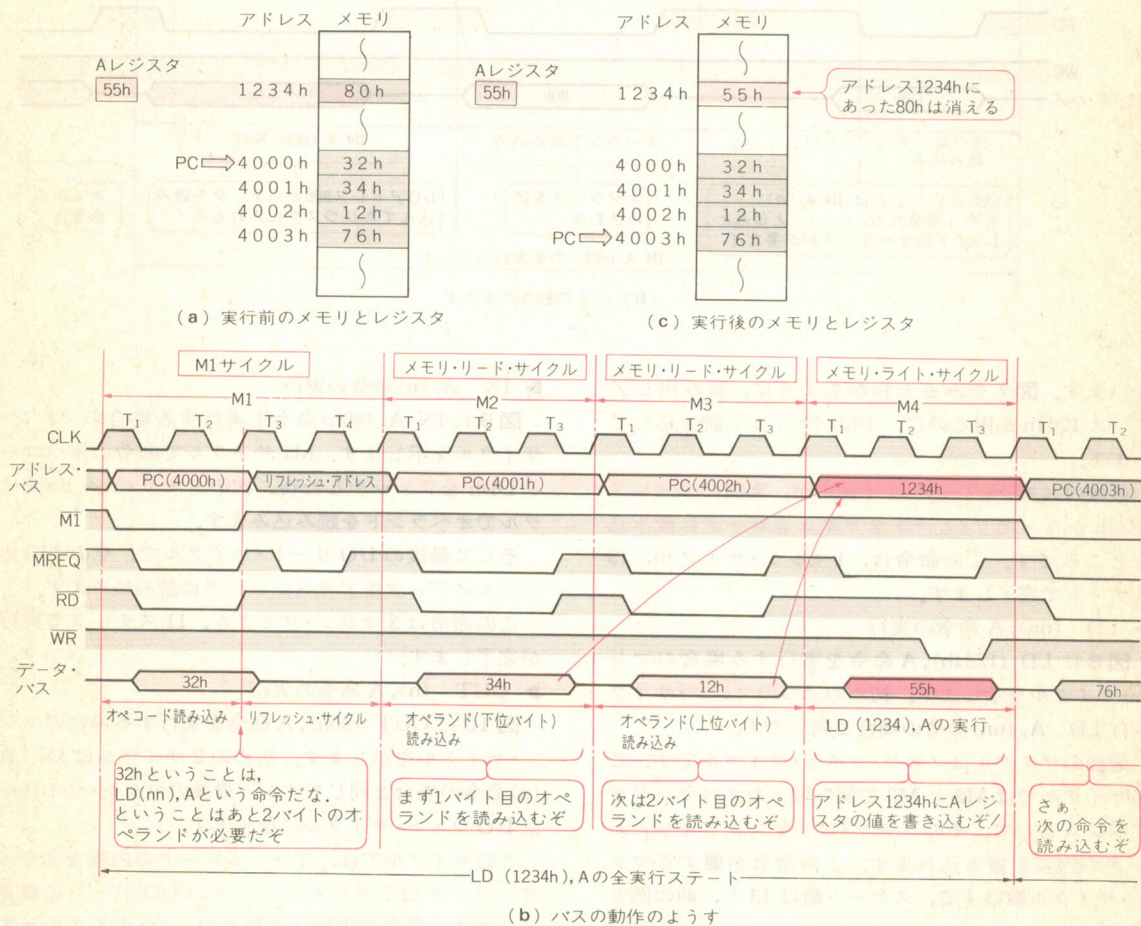 アドレス メモリ
Aレジスタ
55h
1234h 80h
PC 4000h 32h
4001h 34h
4002h 12h
4003h 76h
(a) 実行前のメモリとレジスタ
アドレス メモリ
Aレジスタ
55h
1234h 55h
アドレス1234hに
あった80hは消える
4000h 32h
4001h 34h
4002h 12h
PC 4003h 76h
(c) 実行後のメモリとレジスタ
M1サイクル メモリ・リード・サイクル メモリ・リード・サイクル メモリ・ライト・サイクル
M1 M2 M3 M4
T1 T2 T3 T4 T1 T2 T3 T1 T2 T3 T1 T2 T3 T1 T2
CLK
アドレス・
バス
PC(4000h) リフレッシュ・アドレス PC(4001h) PC(4002h) 1234h PC(4003h)
M1
MREQ
RD
WR
データ・
バス
32h 34h 12h 55h 76h
オペコード読み込み リフレッシュ・サイクル
オペランド(下位バイト)
読み込み
オペランド(上位バイト)
読み込み
LD (1234), Aの実行
32hということは,
LD(nn), Aという命令だな.
ということはあと2バイトのオ
ペランドが必要だぞ
まず1バイト目のオペ
ランドを読み込むぞ
次は2バイト目のオペ
ランドを読み込むぞ
アドレス1234hにAレジ
スタの値を書き込むぞ!
さぁ
次の命令を
読み込むぞ
LD (1234h), Aの全実行ステート
(b) バスの動作のようす